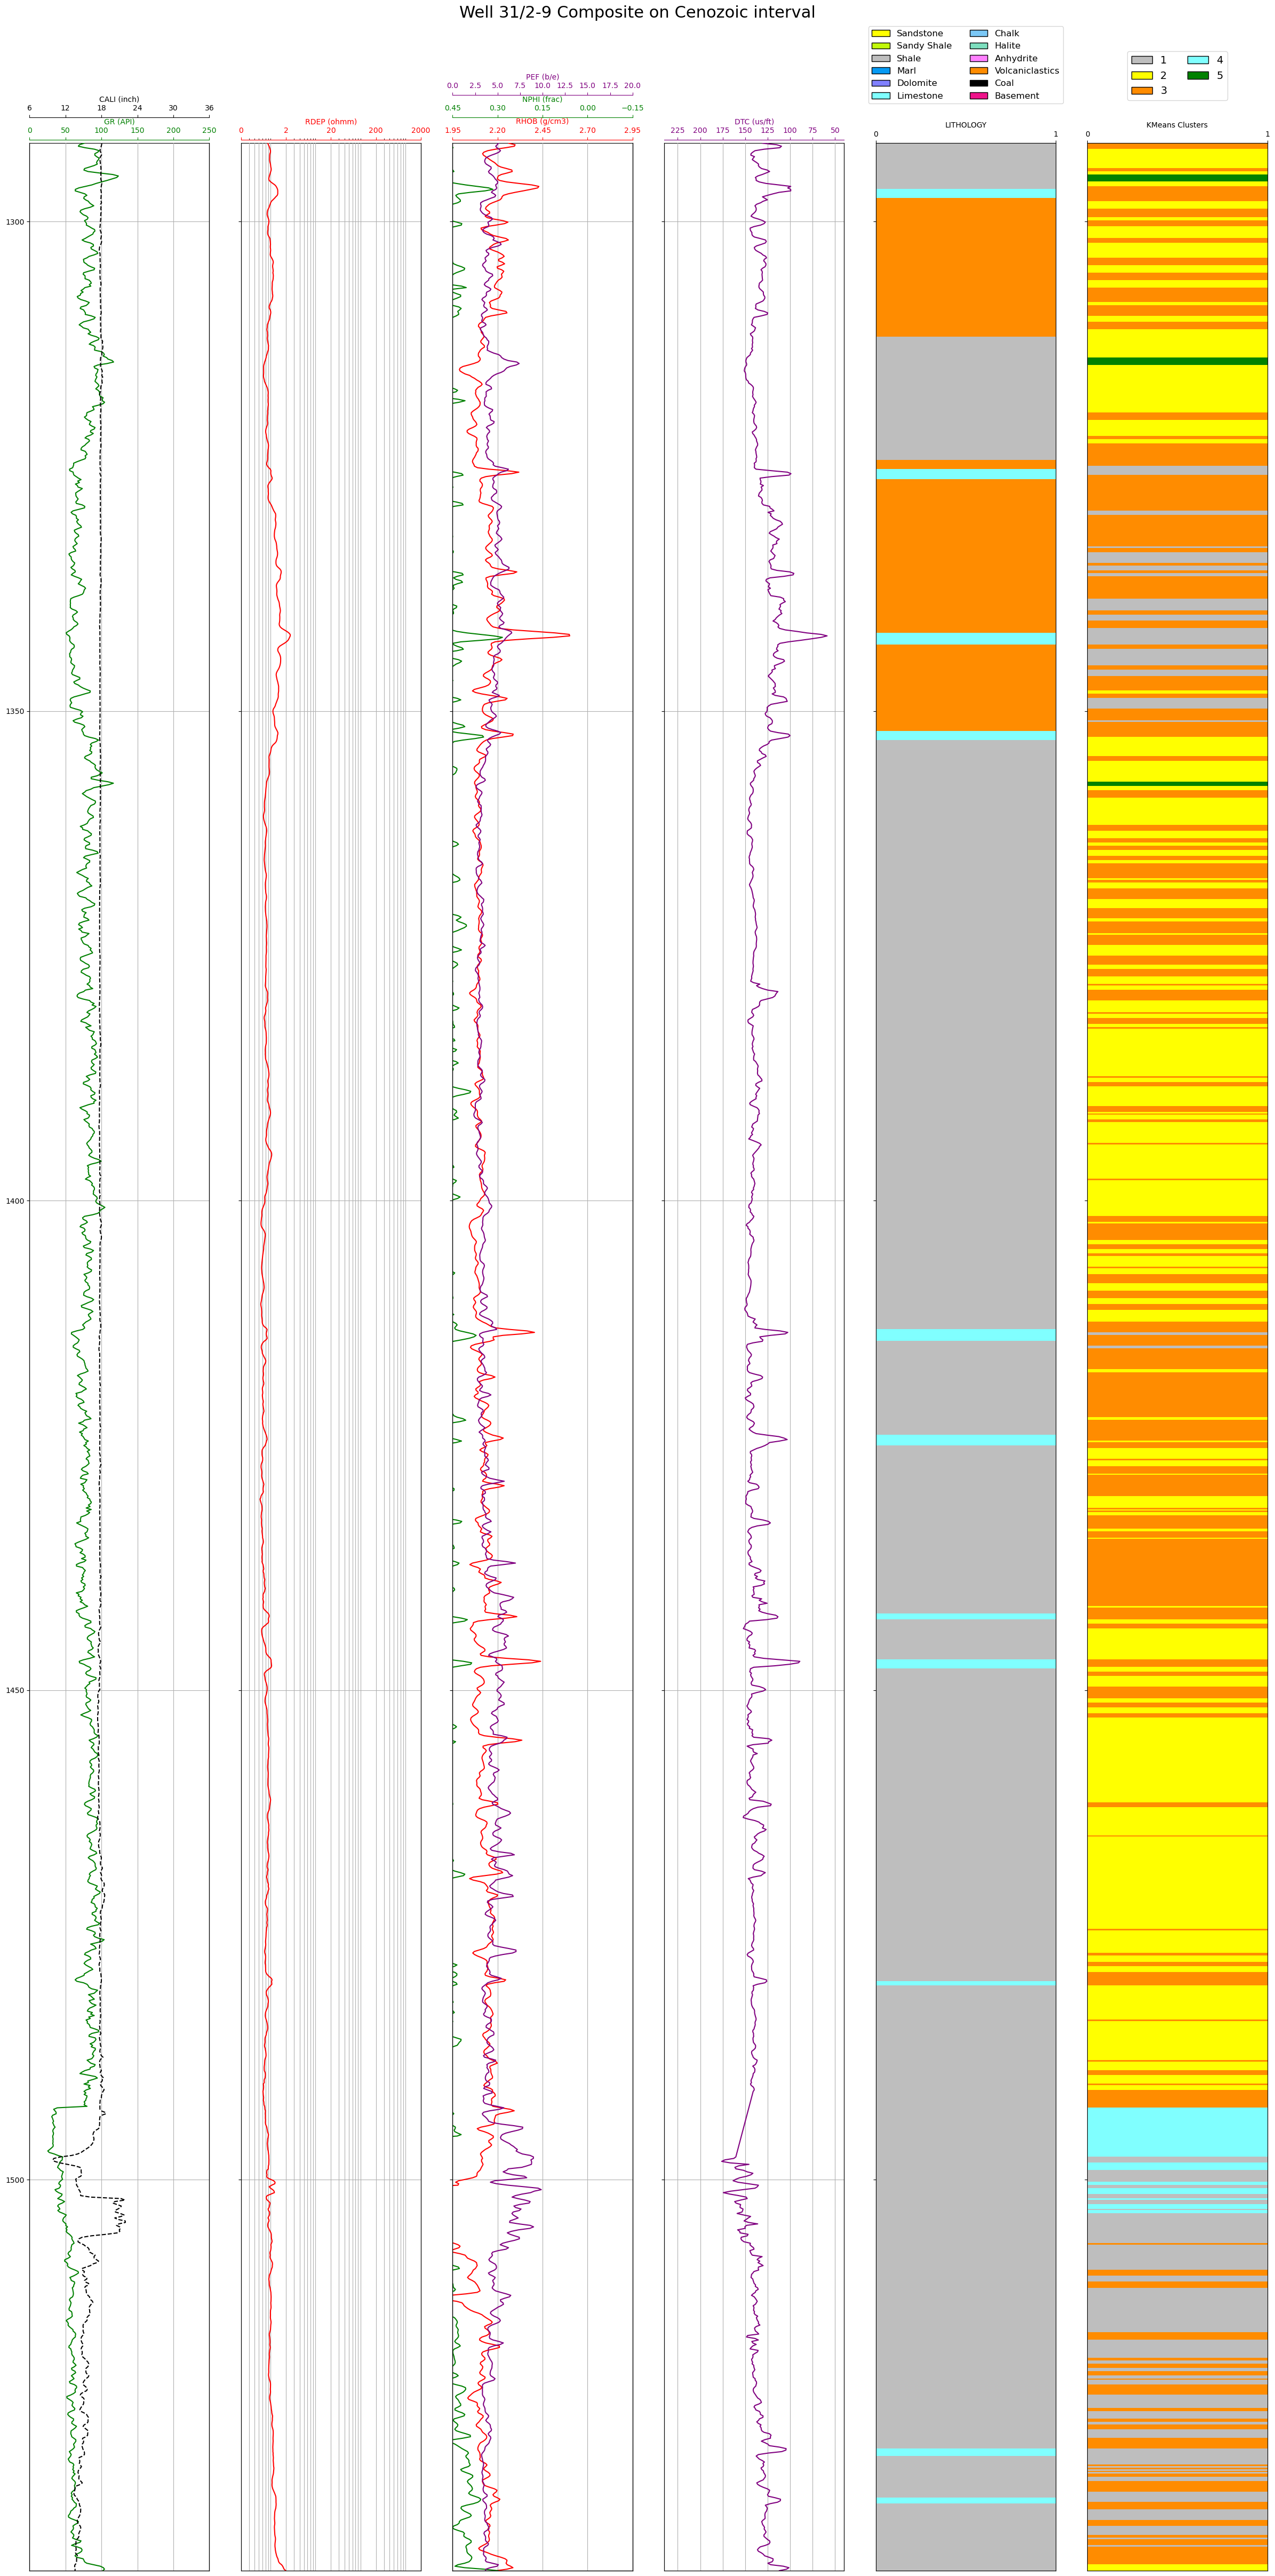 Well 31/2-9 Composite on Cenozoic interval
Sandstone Chalk
Sandy Shale Halite
Shale Anhydrite
Marl Volcaniclastics
Dolomite Coal
Limestone Basement
1 4
2 5
3
PEF (b/e)
0.0 2.5 5.0 7.5 10.0 12.5 15.0 17.5 20.0
CALI (inch) NPHI (frac)
6 12 18 24 30 36 0.45 0.30 0.15 0.00 −0.15
GR (API) RDEP (ohmm) RHOB (g/cm3) DTC (us/ft) LITHOLOGY KMeans Clusters
0 50 100 150 200 250 0 2 20 200 2000 1.95 2.20 2.45 2.70 2.95 225 200 175 150 125 100 75 50 0 1 0 1
1300
1350
1400
1450
1500